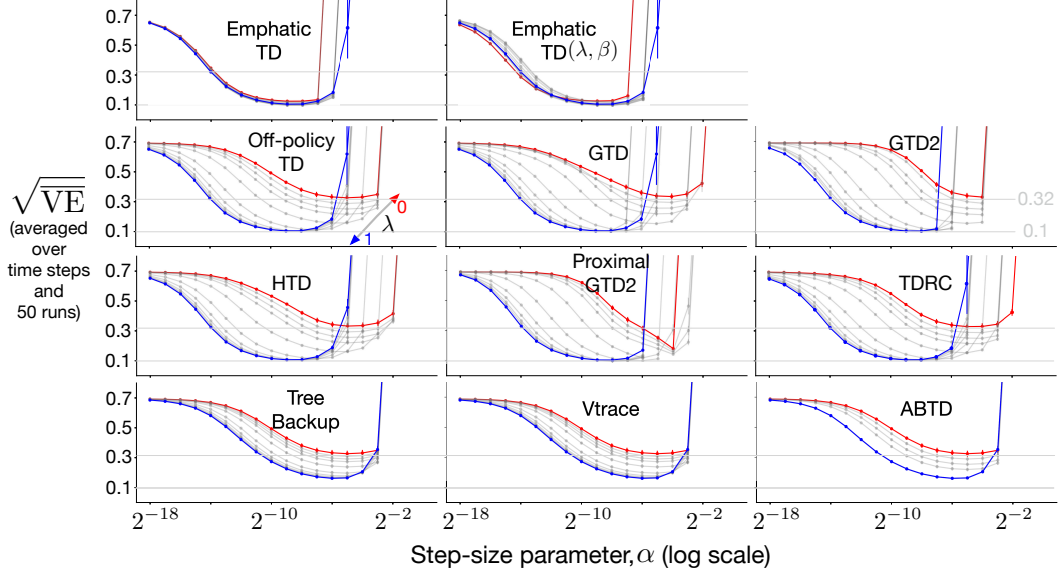 0.7
0.5
0.3
0.1
Emphatic
TD
Emphatic
TD(λ, β)
0.7
0.5
0.3
0.1
Off-policy
TD
0
λ
1
GTD
GTD2
0.32
0.1
√VE
(averaged
over
time steps
and
50 runs)
0.7
0.5
0.3
0.1
HTD
Proximal
GTD2
TDRC
0.7
0.5
0.3
0.1
Tree
Backup
Vtrace
ABTD
2⁻¹⁸ 2⁻¹⁰ 2⁻² 2⁻¹⁸ 2⁻¹⁰ 2⁻² 2⁻¹⁸ 2⁻¹⁰ 2⁻²
Step-size parameter, α (log scale)